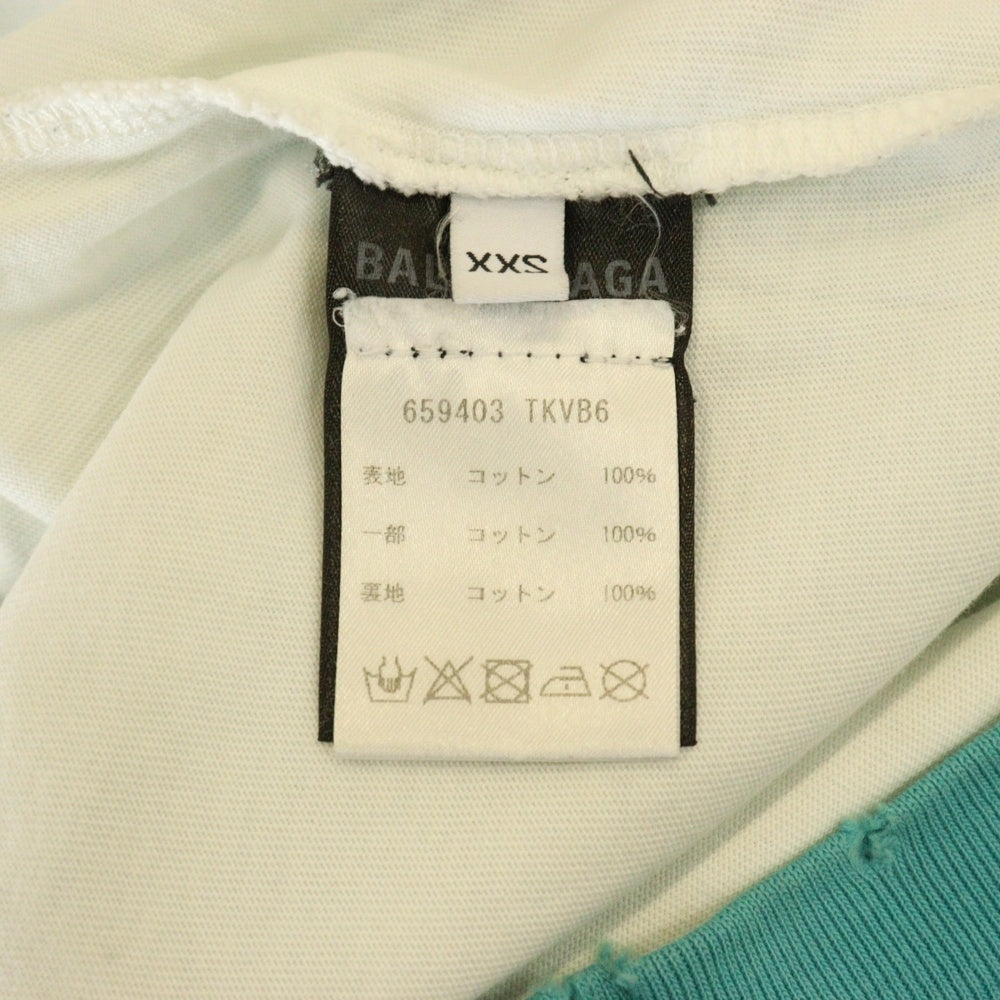 BAL AGA
XXS
659403 TKVB6
表地 コットン 100%
一部 コットン 100%
裏地 コットン 100%